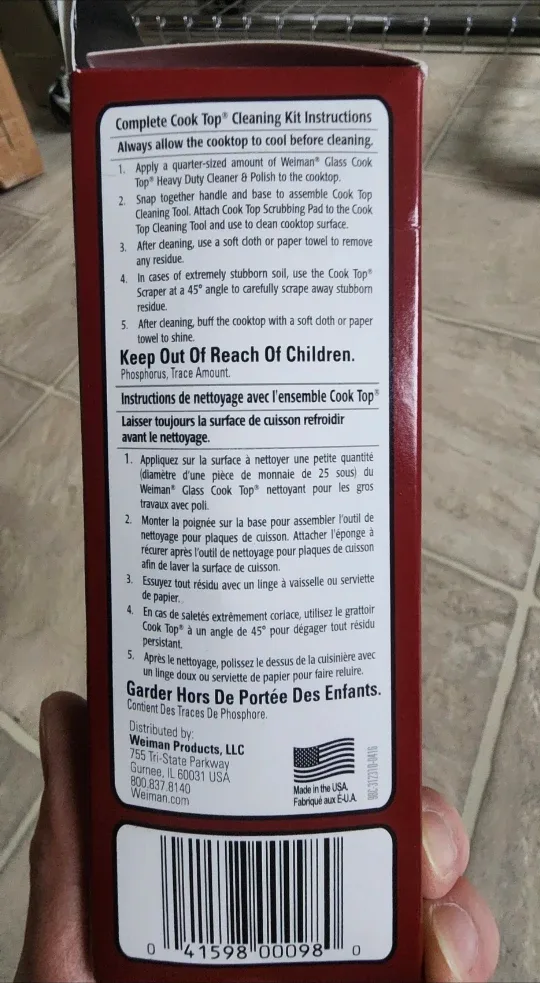 Complete Cook Top® Cleaning Kit Instructions
Always allow the cooktop to cool before cleaning.
1. Apply a quarter-sized amount of Weiman® Glass Cook
Top® Heavy Duty Cleaner & Polish to the cooktop.
2. Snap together handle and base to assemble Cook Top
Cleaning Tool. Attach Cook Top Scrubbing Pad to the Cook
Top Cleaning Tool and use to clean cooktop surface.
3. After cleaning, use a soft cloth or paper towel to remove
any residue.
4. In cases of extremely stubborn soil, use the Cook Top®
Scraper at a 45° angle to carefully scrape away stubborn
residue.
5. After cleaning, buff the cooktop with a soft cloth or paper
towel to shine.
Keep Out Of Reach Of Children.
Phosphorus, Trace Amount.
Instructions de nettoyage avec l'ensemble Cook Top®
Laisser toujours la surface de cuisson refroidir
avant le nettoyage.
1. Appliquez sur la surface à nettoyer une petite quantité
(diamètre d'une pièce de monnaie de 25 sous) du
Weiman® Glass Cook Top® nettoyant pour les gros
travaux avec poli.
2. Monter la poignée sur la base pour assembler l'outil de
nettoyage pour plaques de cuisson. Attacher l'éponge à
récurer après l'outil de nettoyage pour plaques de cuisson
afin de laver la surface de cuisson.
3. Essuyez tout résidu avec un linge à vaisselle ou serviette
de papier.
4. En cas de saletés extrêmement coriace, utilisez le grattoir
Cook Top® à un angle de 45° pour dégager tout résidu
persistant.
5. Après le nettoyage, polissez le dessus de la cuisinière avec
un linge doux ou serviette de papier pour faire reluire.
Garder Hors De Portée Des Enfants.
Contient Des Traces De Phosphore.
Distributed by:
Weiman Products, LLC
755 Tri-State Parkway
Gurnee, IL 60031 USA
800.837.8140
Weiman.com
Made in the USA
Fabriqué aux É-U.A.
0 41598 00098 0